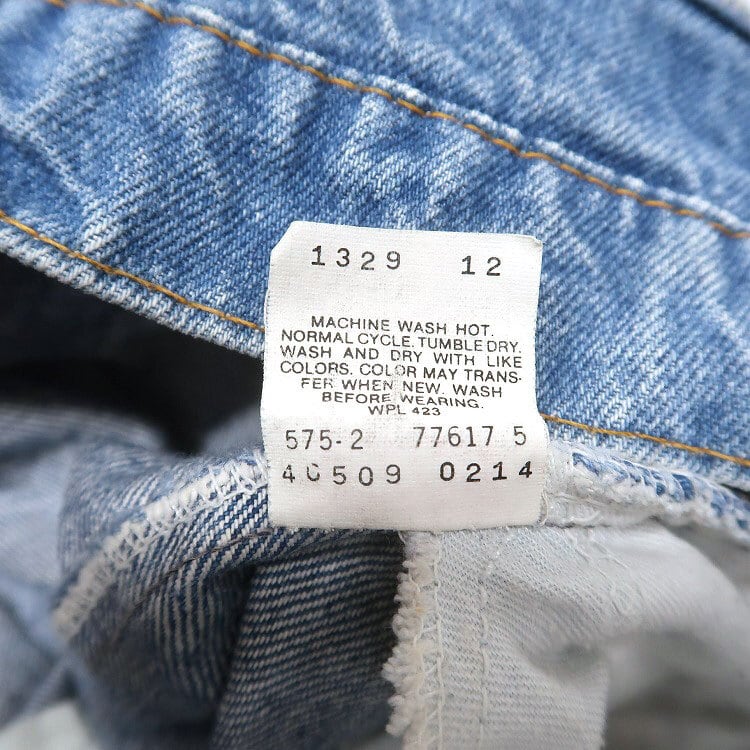 1329 12
MACHINE WASH HOT.
NORMAL CYCLE. TUMBLE DRY.
WASH AND DRY WITH LIKE
COLORS. COLOR MAY TRANS-
FER WHEN NEW. WASH
BEFORE WEARING.
WPL 423
575-2 77617 5
40509 0214